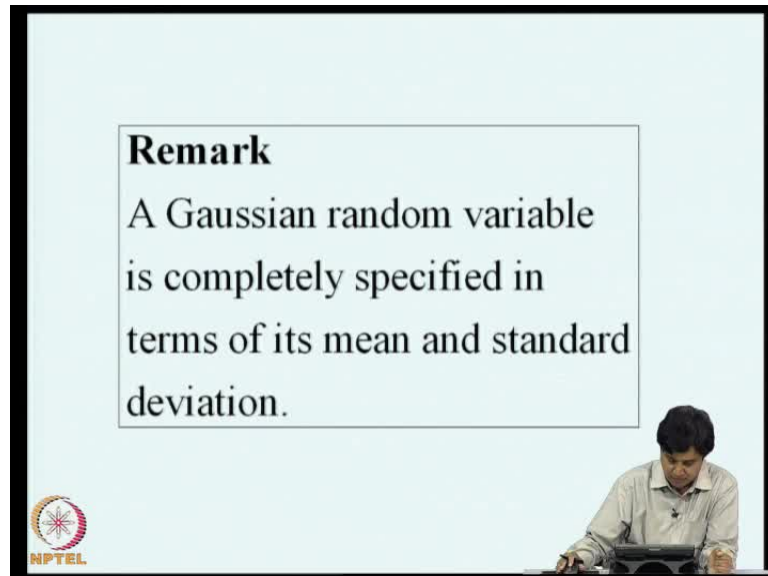 Remark
A Gaussian random variable
is completely specified in
terms of its mean and standard
deviation.
NPTEL